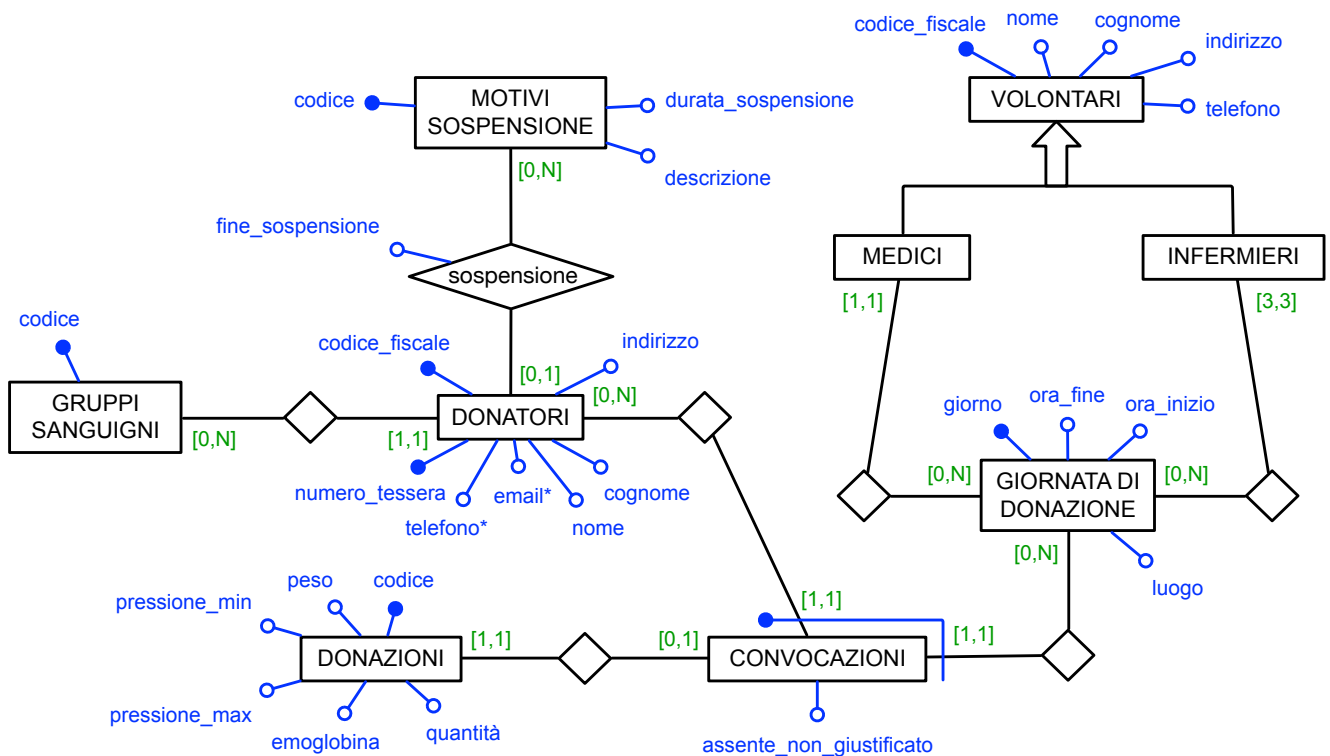 codice_fiscale
nome
cognome
indirizzo
VOLONTARI
telefono
codice
MOTIVI
SOSPENSIONE
durata_sospensione
descrizione
[0,N]
fine_sospensione
sospensione
MEDICI
INFERMIERI
[1,1]
[3,3]
codice
GRUPPI
SANGUIGNI
[0,N]
codice_fiscale
indirizzo
[0,1]
[0,N]
[1,1]
DONATORI
numero_tessera
telefono*
email*
nome
cognome
giorno
ora_fine
ora_inizio
[0,N]
GIORNATA DI
DONAZIONE
[0,N]
[0,N]
luogo
pressione_min
peso
codice
[1,1]
DONAZIONI
pressione_max
emoglobina
quantità
[0,1]
[1,1]
CONVOCAZIONI
[1,1]
assente_non_giustificato